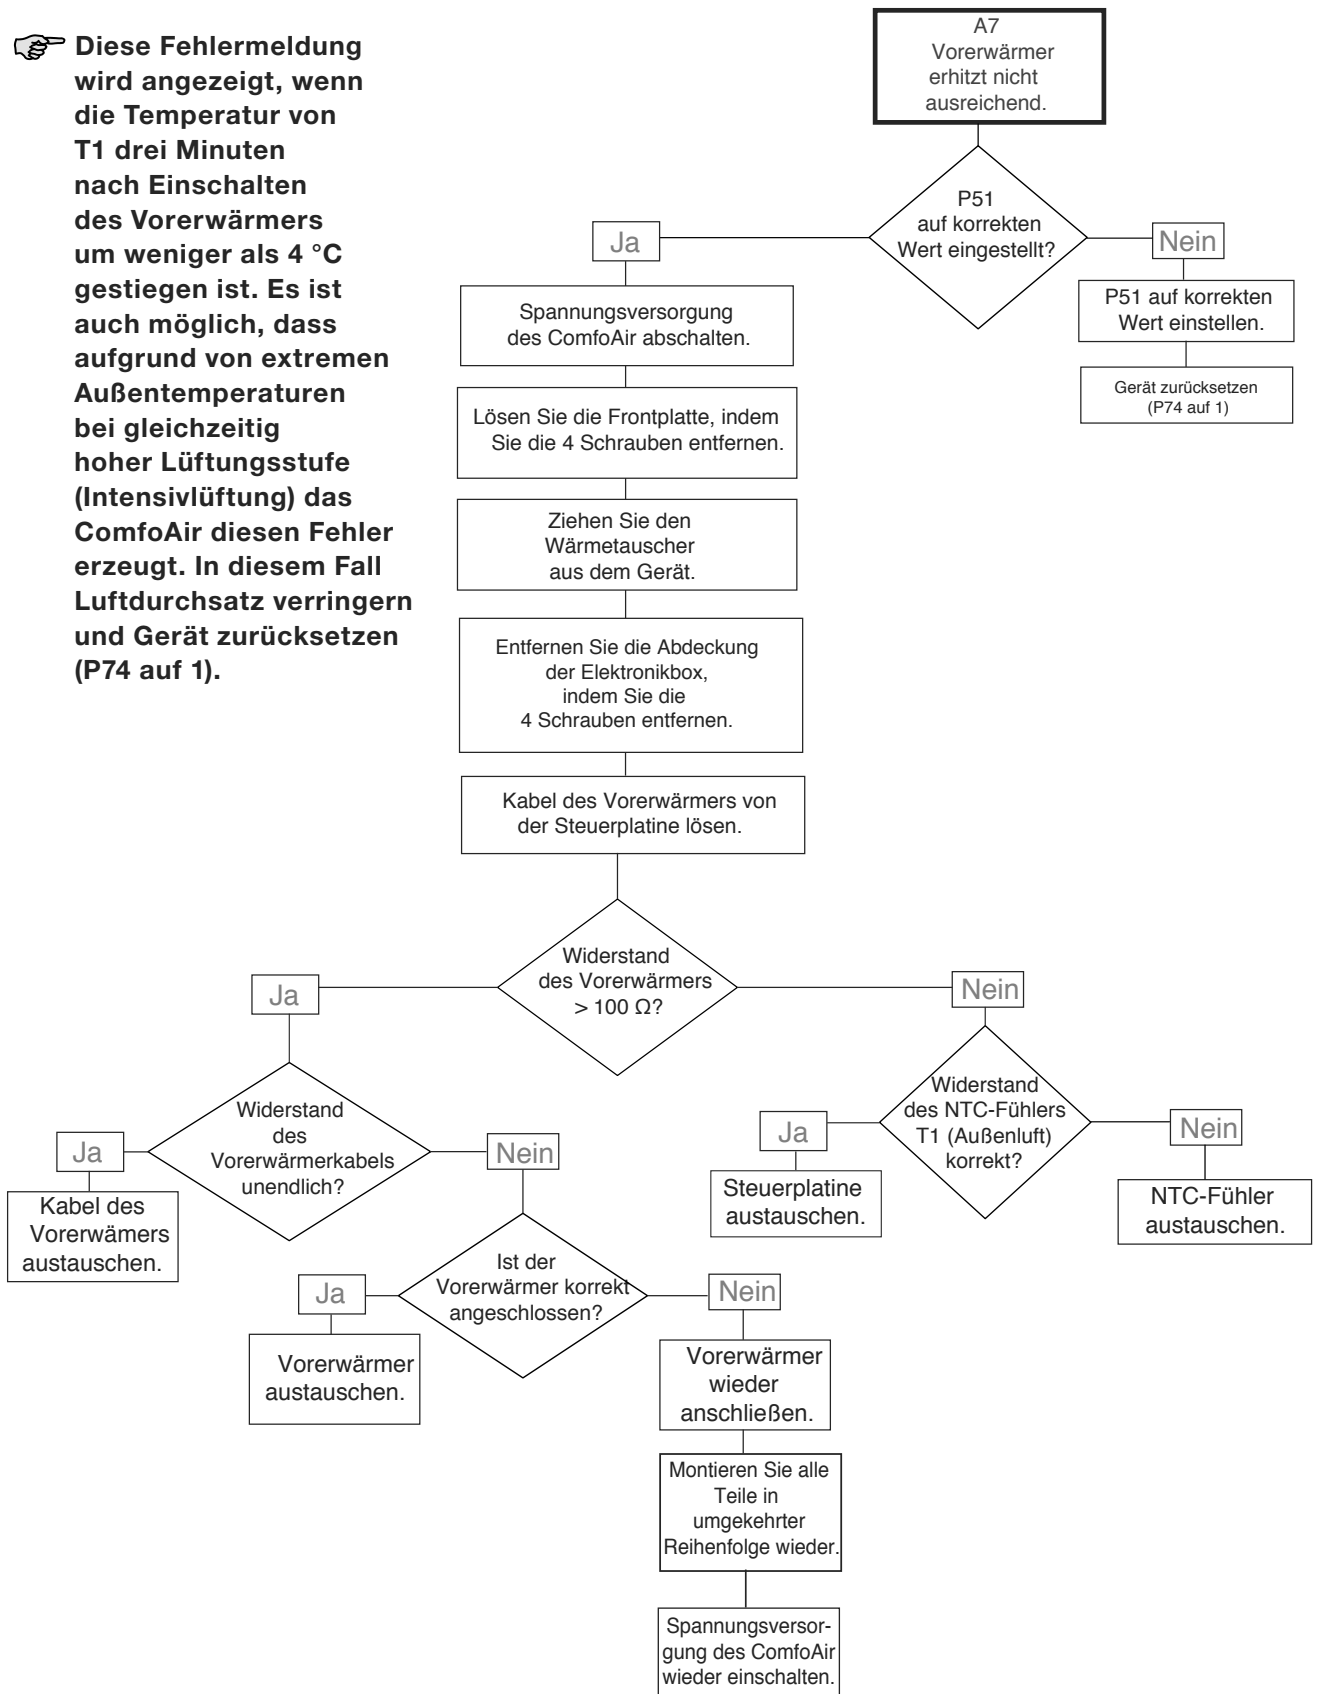 Diese Fehlermeldung
wird angezeigt, wenn
die Temperatur von
T1 drei Minuten
nach Einschalten
des Vorerwärmers
um weniger als 4 °C
gestiegen ist. Es ist
auch möglich, dass
aufgrund von extremen
Außentemperaturen
bei gleichzeitig
hoher Lüftungsstufe
(Intensivlüftung) das
ComfoAir diesen Fehler
erzeugt. In diesem Fall
Luftdurchsatz verringern
und Gerät zurücksetzen
(P74 auf 1).
A7
Vorerwärmer
erhitzt nicht
ausreichend.
P51
auf korrekten
Wert eingestellt?
Ja
Nein
Spannungsversorgung
des ComfoAir abschalten.
P51 auf korrekten
Wert einstellen.
Gerät zurücksetzen
(P74 auf 1)
Lösen Sie die Frontplatte, indem
Sie die 4 Schrauben entfernen.
Ziehen Sie den
Wärmetauscher
aus dem Gerät.
Entfernen Sie die Abdeckung
der Elektronikbox,
indem Sie die
4 Schrauben entfernen.
Kabel des Vorerwärmers von
der Steuerplatine lösen.
Widerstand
des Vorerwärmers
> 100 Ω?
Ja
Nein
Widerstand
des
Vorerwärmerkabels
unendlich?
Ja
Nein
Kabel des
Vorerwämers
austauschen.
Widerstand
des NTC-Fühlers
T1 (Außenluft)
korrekt?
Ja
Nein
Steuerplatine
austauschen.
NTC-Fühler
austauschen.
Ist der
Vorerwärmer korrekt
angeschlossen?
Ja
Nein
Vorerwärmer
austauschen.
Vorerwärmer
wieder
anschließen.
Montieren Sie alle
Teile in
umgekehrter
Reihenfolge wieder.
Spannungsversor-
gung des ComfoAir
wieder einschalten.